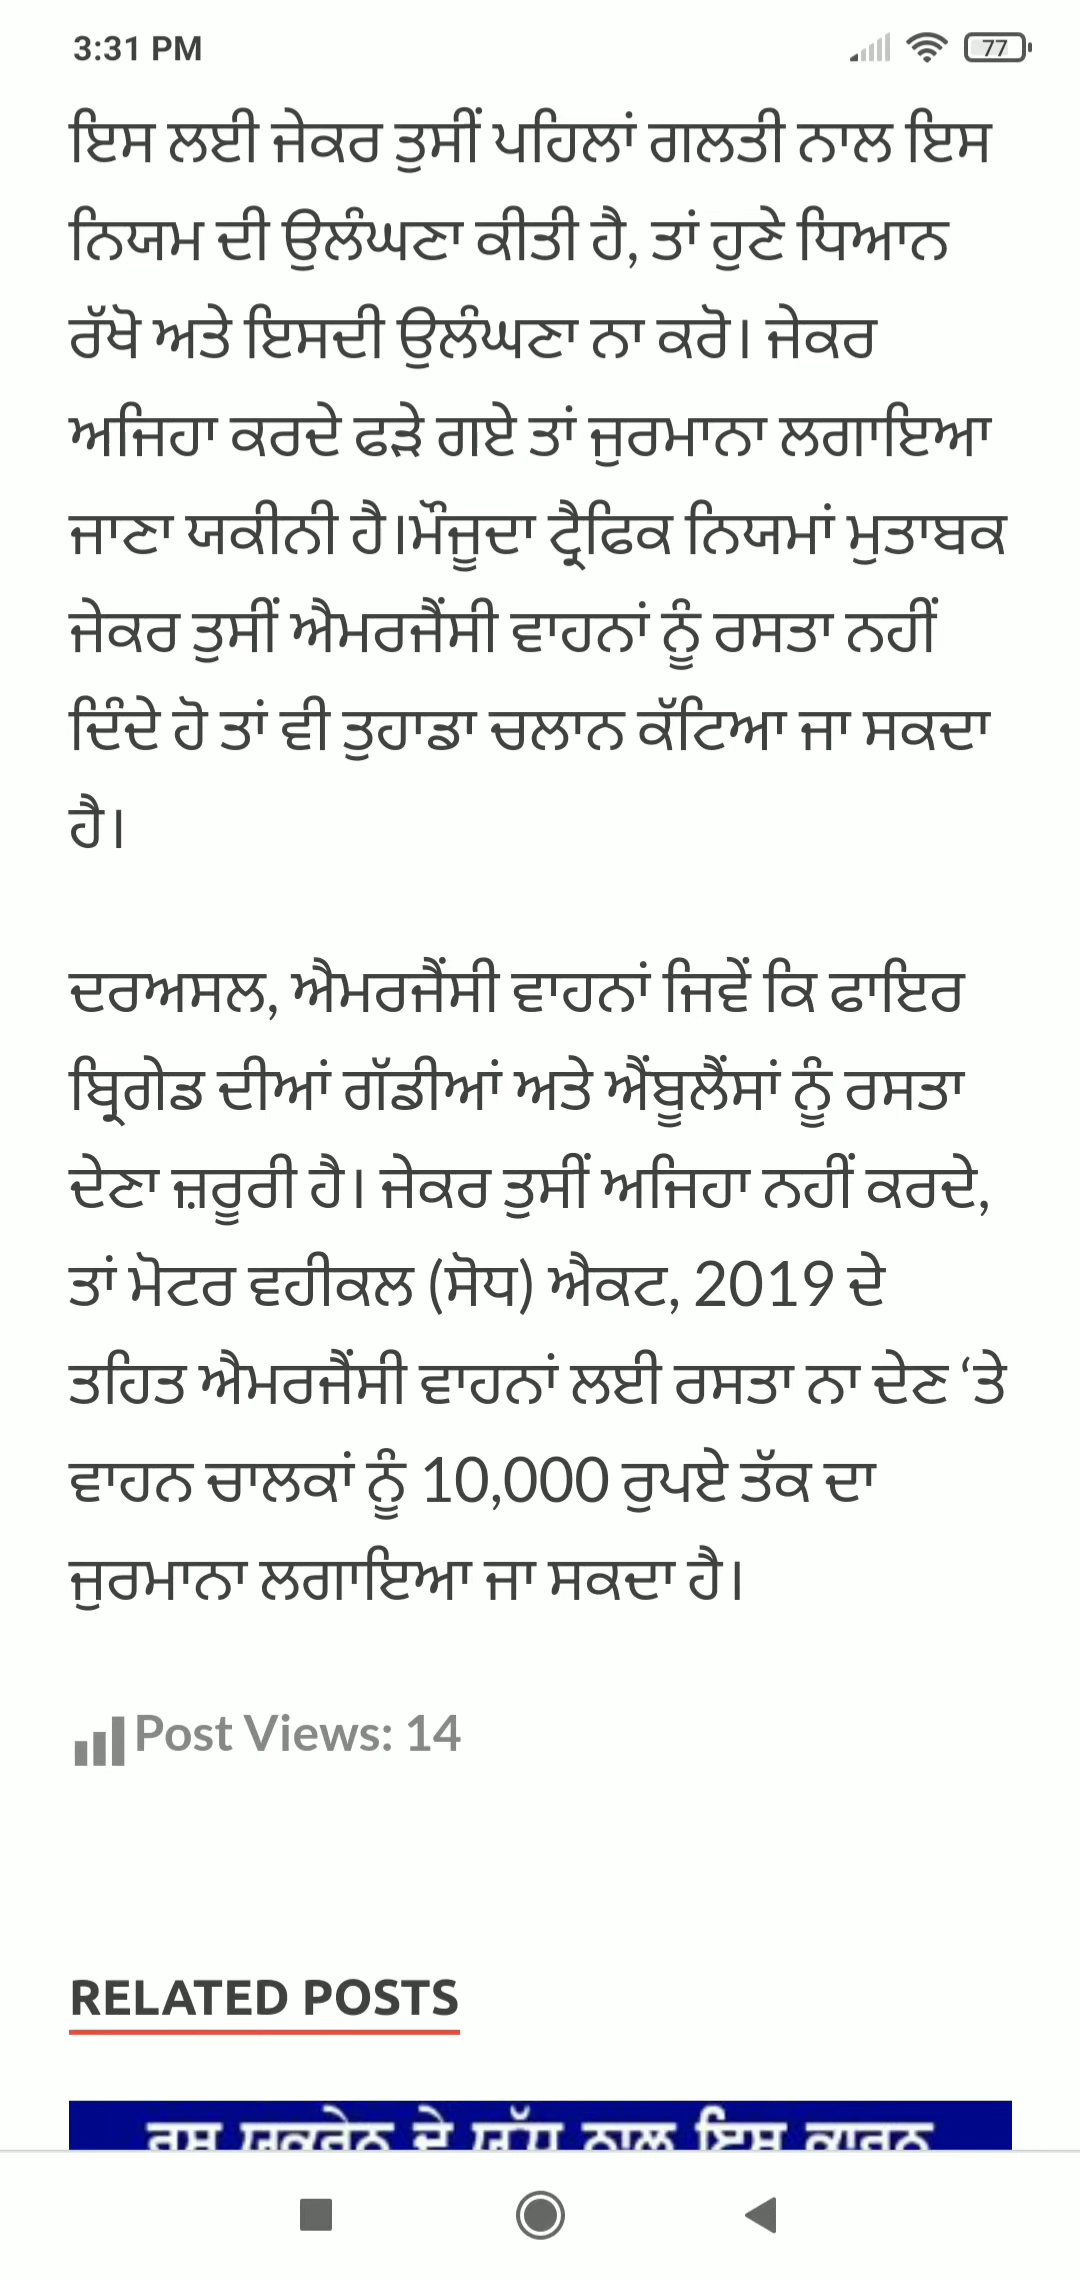 3:31 PM
77
ਇਸ ਲਈ ਜੇਕਰ ਤੁਸੀਂ ਪਹਿਲਾਂ ਗਲਤੀ ਨਾਲ ਇਸ
ਨਿਯਮ ਦੀ ਉਲੰਘਣਾ ਕੀਤੀ ਹੈ, ਤਾਂ ਹੁਣੇ ਧਿਆਨ
ਰੱਖੋ ਅਤੇ ਇਸਦੀ ਉਲੰਘਣਾ ਨਾ ਕਰੋ। ਜੇਕਰ
ਅਜਿਹਾ ਕਰਦੇ ਫੜੇ ਗਏ ਤਾਂ ਜੁਰਮਾਨਾ ਲਗਾਇਆ
ਜਾਣਾ ਯਕੀਨੀ ਹੈ।ਮੌਜੂਦਾ ਟ੍ਰੈਫਿਕ ਨਿਯਮਾਂ ਮੁਤਾਬਕ
ਜੇਕਰ ਤੁਸੀਂ ਐਮਰਜੈਂਸੀ ਵਾਹਨਾਂ ਨੂੰ ਰਸਤਾ ਨਹੀਂ
ਦਿੰਦੇ ਹੋ ਤਾਂ ਵੀ ਤੁਹਾਡਾ ਚਲਾਨ ਕੱਟਿਆ ਜਾ ਸਕਦਾ
ਹੈ।
ਦਰਅਸਲ, ਐਮਰਜੈਂਸੀ ਵਾਹਨਾਂ ਜਿਵੇਂ ਕਿ ਫਾਇਰ
ਬ੍ਰਿਗੇਡ ਦੀਆਂ ਗੱਡੀਆਂ ਅਤੇ ਐਂਬੂਲੈਂਸਾਂ ਨੂੰ ਰਸਤਾ
ਦੇਣਾ ਜ਼ਰੂਰੀ ਹੈ। ਜੇਕਰ ਤੁਸੀਂ ਅਜਿਹਾ ਨਹੀਂ ਕਰਦੇ,
ਤਾਂ ਮੋਟਰ ਵਹੀਕਲ (ਸੋਧ) ਐਕਟ, 2019 ਦੇ
ਤਹਿਤ ਐਮਰਜੈਂਸੀ ਵਾਹਨਾਂ ਲਈ ਰਸਤਾ ਨਾ ਦੇਣ ‘ਤੇ
ਵਾਹਨ ਚਾਲਕਾਂ ਨੂੰ 10,000 ਰੁਪਏ ਤੱਕ ਦਾ
ਜੁਰਮਾਨਾ ਲਗਾਇਆ ਜਾ ਸਕਦਾ ਹੈ।
Post Views: 14
RELATED POSTS
ਦੇ ਨਾਲ ਇਸ ਕਾਰਨ